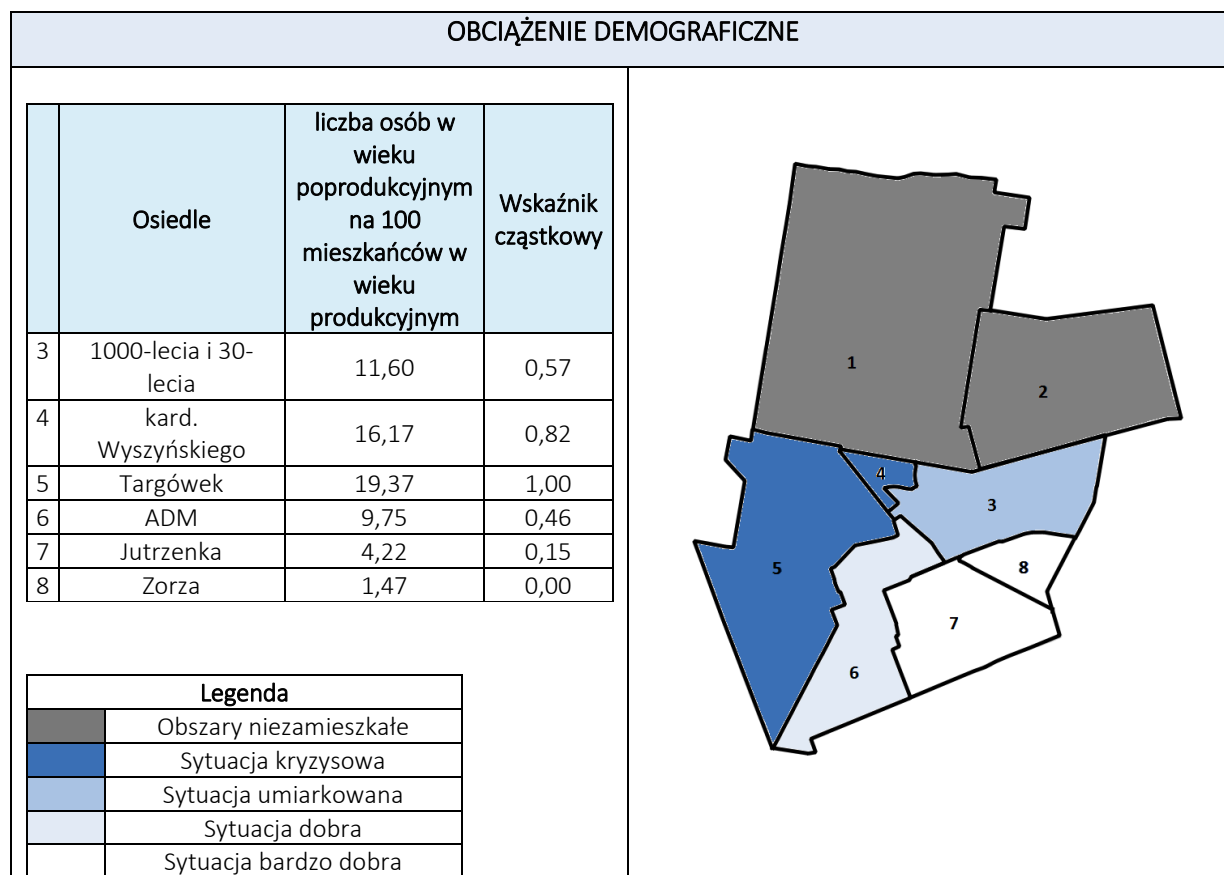 OBCIĄŻENIE DEMOGRAFICZNE
Osiedle
liczba osób w
wieku
poprodukcyjnym
na 100
mieszkańców w
wieku
produkcyjnym
Wskaźnik
cząstkowy
3 1000-lecia i 30-
lecia 11,60 0,57
4 kard.
Wyszyńskiego 16,17 0,82
5 Targówek 19,37 1,00
6 ADM 9,75 0,46
7 Jutrzenka 4,22 0,15
8 Zorza 1,47 0,00
Legenda
Obszary niezamieszkałe
Sytuacja kryzysowa
Sytuacja umiarkowana
Sytuacja dobra
Sytuacja bardzo dobra
1
2
4
3
5
8
7
6